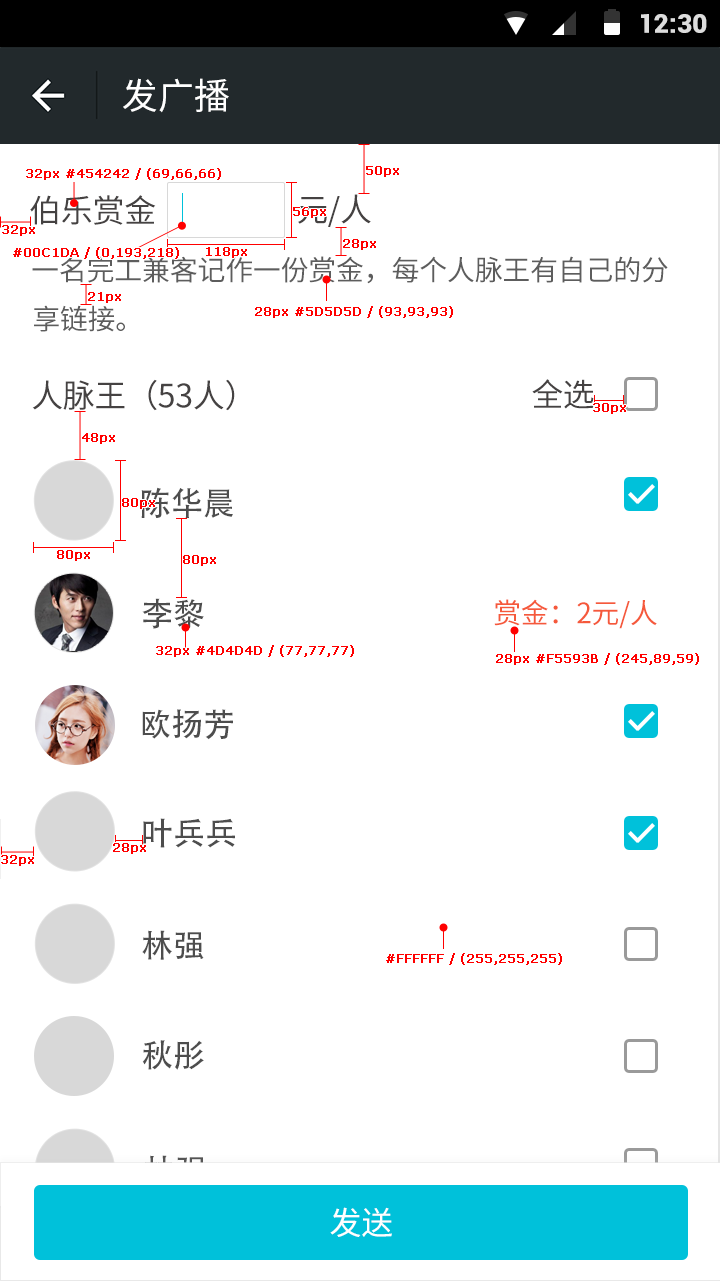 12:30
发广播
50px
32px #454242 / (69,66,66)
伯乐赏金 元/人
56px
32px
118px
28px
#00C1DA / (0,193,218)
一名完工兼客记作一份赏金，每个人脉王有自己的分
21px
28px #5D5D5D / (93,93,93)
享链接。
人脉王（53人） 全选
30px
48px
80px
陈华晨
80px
80px
李黎 赏金：2元/人
32px #4D4D4D / (77,77,77)
28px #F5593B / (245,89,59)
欧扬芳
叶兵兵
28px
32px
林强
#FFFFFF / (255,255,255)
秋彤
发送